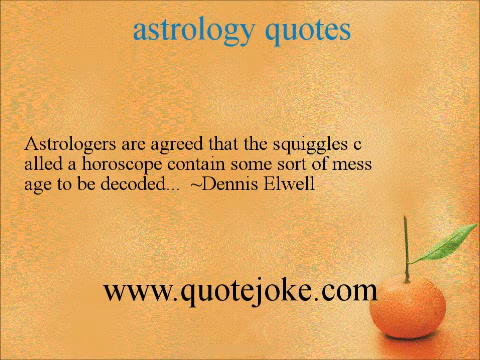 astrology quotes
Astrologers are agreed that the squiggles c
alled a horoscope contain some sort of mess
age to be decoded... ~Dennis Elwell
www.quotejoke.com